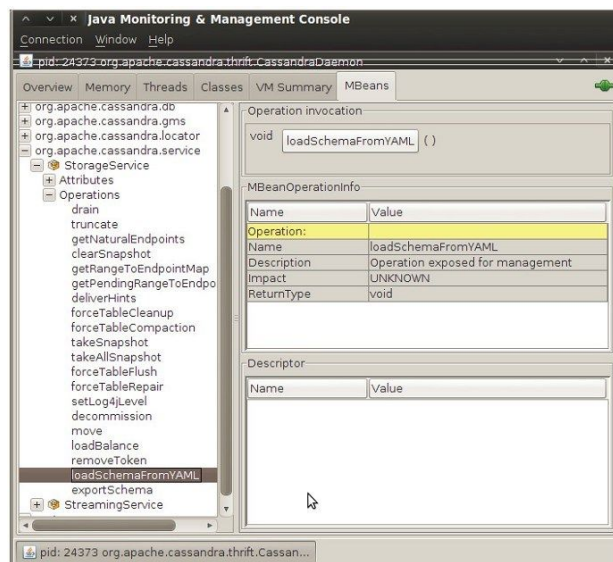 Java Monitoring & Management Console
Connection Window Help
pid: 24373 org.apache.cassandra.thrift.CassandraDaemon
Overview Memory Threads Classes VM Summary MBeans
org.apache.cassandra.db
org.apache.cassandra.gms
org.apache.cassandra.locator
org.apache.cassandra.service
StorageService
Attributes
Operations
drain
truncate
getNaturalEndpoints
clearSnapshot
getRangeToEndpointMap
getPendingRangeToEndpo
deliverHints
forceTableCleanup
forceTableCompaction
takeSnapshot
takeAllSnapshot
forceTableFlush
forceTableRepair
setLog4jLevel
decommission
move
loadBalance
removeToken
loadSchemaFromYAML
exportSchema
StreamingService
Operation invocation
void loadSchemaFromYAML ( )
MBeanOperationInfo
Name Value
Operation:
Name loadSchemaFromYAML
Description Operation exposed for management
Impact UNKNOWN
ReturnType void
Descriptor
Name Value
pid: 24373 org.apache.cassandra.thrift.Cassan...